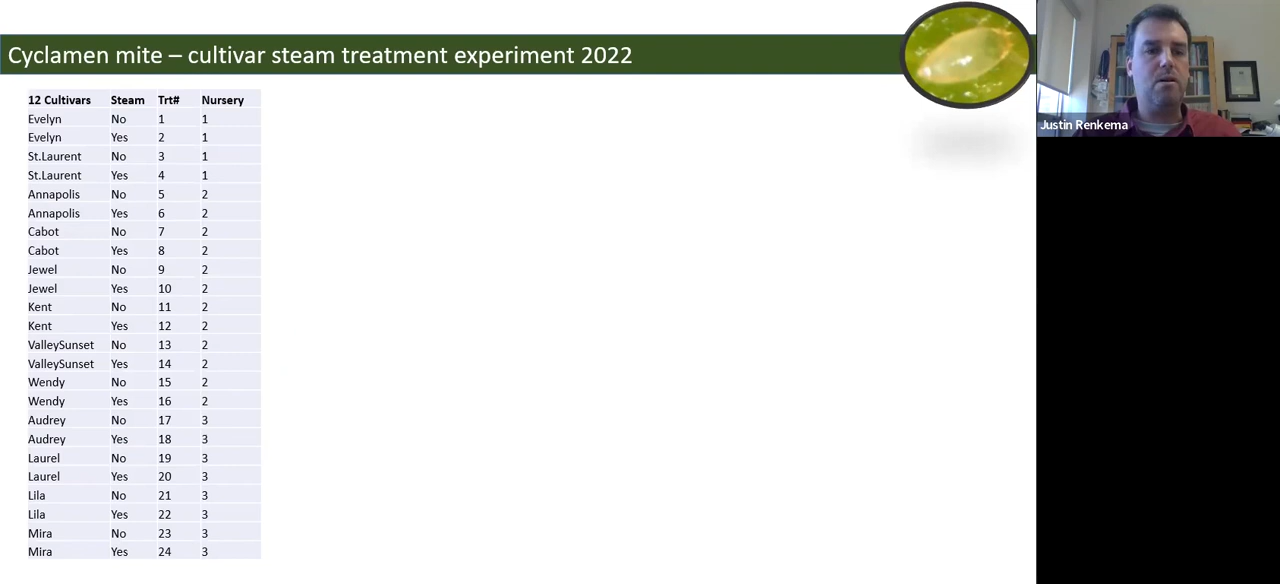 Cyclamen mite – cultivar steam treatment experiment 2022
12 Cultivars Steam Trt# Nursery
Evelyn No 1 1
Evelyn Yes 2 1
St.Laurent No 3 1
St.Laurent Yes 4 1
Annapolis No 5 2
Annapolis Yes 6 2
Cabot No 7 2
Cabot Yes 8 2
Jewel No 9 2
Jewel Yes 10 2
Kent No 11 2
Kent Yes 12 2
ValleySunset No 13 2
ValleySunset Yes 14 2
Wendy No 15 2
Wendy Yes 16 2
Audrey No 17 3
Audrey Yes 18 3
Laurel No 19 3
Laurel Yes 20 3
Lila No 21 3
Lila Yes 22 3
Mira No 23 3
Mira Yes 24 3
Justin Renkema